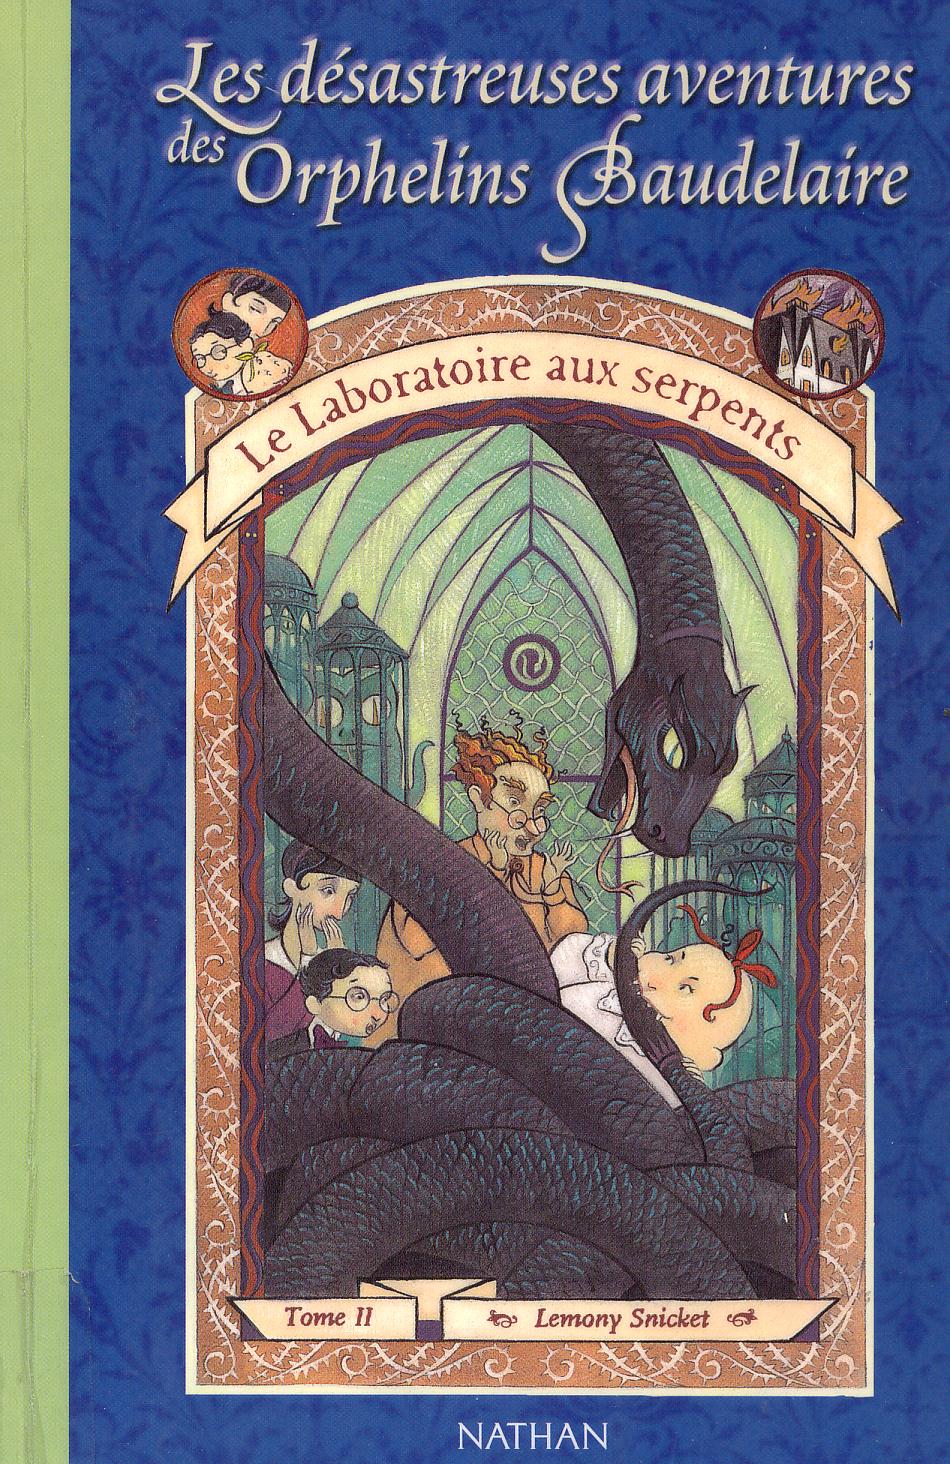 Les désastreuses aventures
des Orphelins Baudelaire
Le Laboratoire aux serpents
Tome II
Lemony Snicket
NATHAN